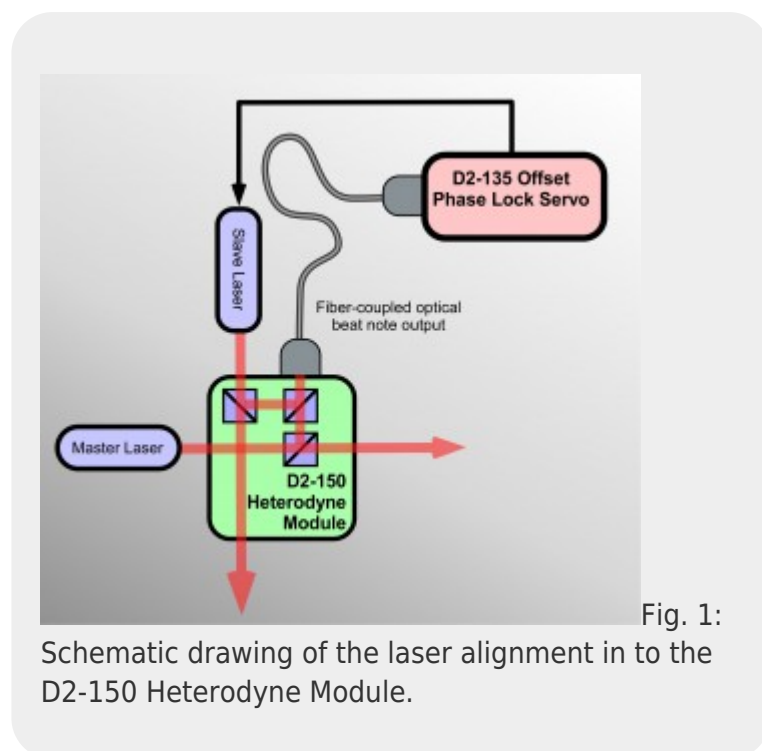 D2-135 Offset
Phase Lock Servo
Slave Laser
Fiber-coupled optical
beat note output
Master Laser
D2-150
Heterodyne
Module
Fig. 1:
Schematic drawing of the laser alignment in to the
D2-150 Heterodyne Module.